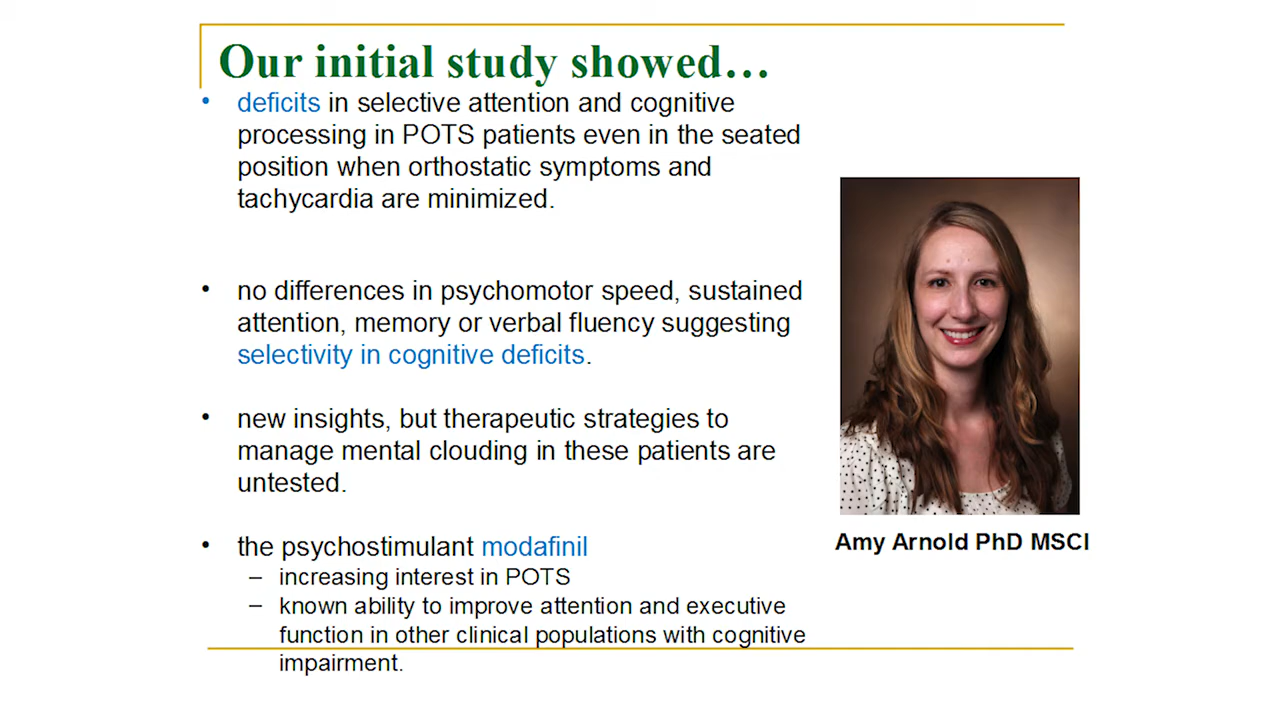 Our initial study showed…
• deficits in selective attention and cognitive
processing in POTS patients even in the seated
position when orthostatic symptoms and
tachycardia are minimized.
• no differences in psychomotor speed, sustained
attention, memory or verbal fluency suggesting
selectivity in cognitive deficits.
• new insights, but therapeutic strategies to
manage mental clouding in these patients are
untested.
• the psychostimulant modafinil
– increasing interest in POTS
– known ability to improve attention and executive
function in other clinical populations with cognitive
impairment.
Amy Arnold PhD MSCI